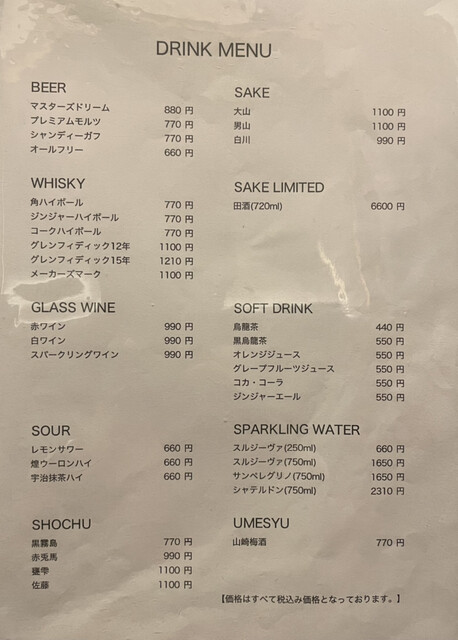 DRINK MENU
BEER
マスターズドリーム 880 円
プレミアムモルツ 770 円
シャンディーガフ 770 円
オールフリー 660 円
WHISKY
角ハイボール 770 円
ジンジャーハイボール 770 円
コークハイボール 770 円
グレンフィディック12年 1100 円
グレンフィディック15年 1210 円
メーカーズマーク 1100 円
GLASS WINE
赤ワイン 990 円
白ワイン 990 円
スパークリングワイン 990 円
SOUR
レモンサワー 660 円
煌ウーロンハイ 660 円
宇治抹茶ハイ 660 円
SHOCHU
黒霧島 770 円
赤兎馬 990 円
甕雫 1100 円
佐藤 1100 円
SAKE
大山 1100 円
男山 1100 円
白川 990 円
SAKE LIMITED
田酒(720ml) 6600 円
SOFT DRINK
烏龍茶 440 円
黒烏龍茶 550 円
オレンジジュース 550 円
グレープフルーツジュース 550 円
コカ・コーラ 550 円
ジンジャーエール 550 円
SPARKLING WATER
スルジーヴァ(250ml) 660 円
スルジーヴァ(750ml) 1650 円
サンペレグリノ(750ml) 1650 円
シャテルドン(750ml) 2310 円
UMESYU
山崎梅酒 770 円
【価格はすべて税込み価格となっております。】